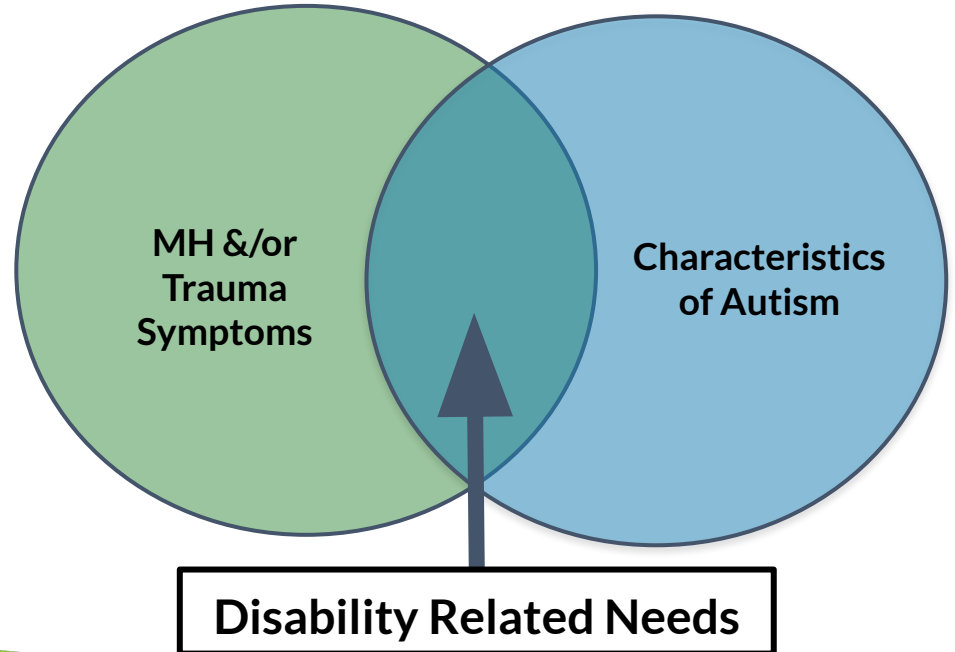 MH &/or
Trauma
Symptoms
Characteristics
of Autism
Disability Related Needs